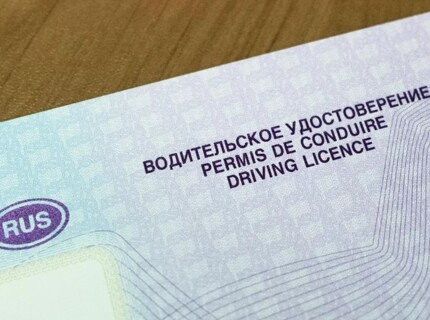 ВОДИТЕЛЬСКОЕ УДОСТОВЕРЕНИЕ
PERMIS DE CONDUIRE
DRIVING LICENCE
RUS